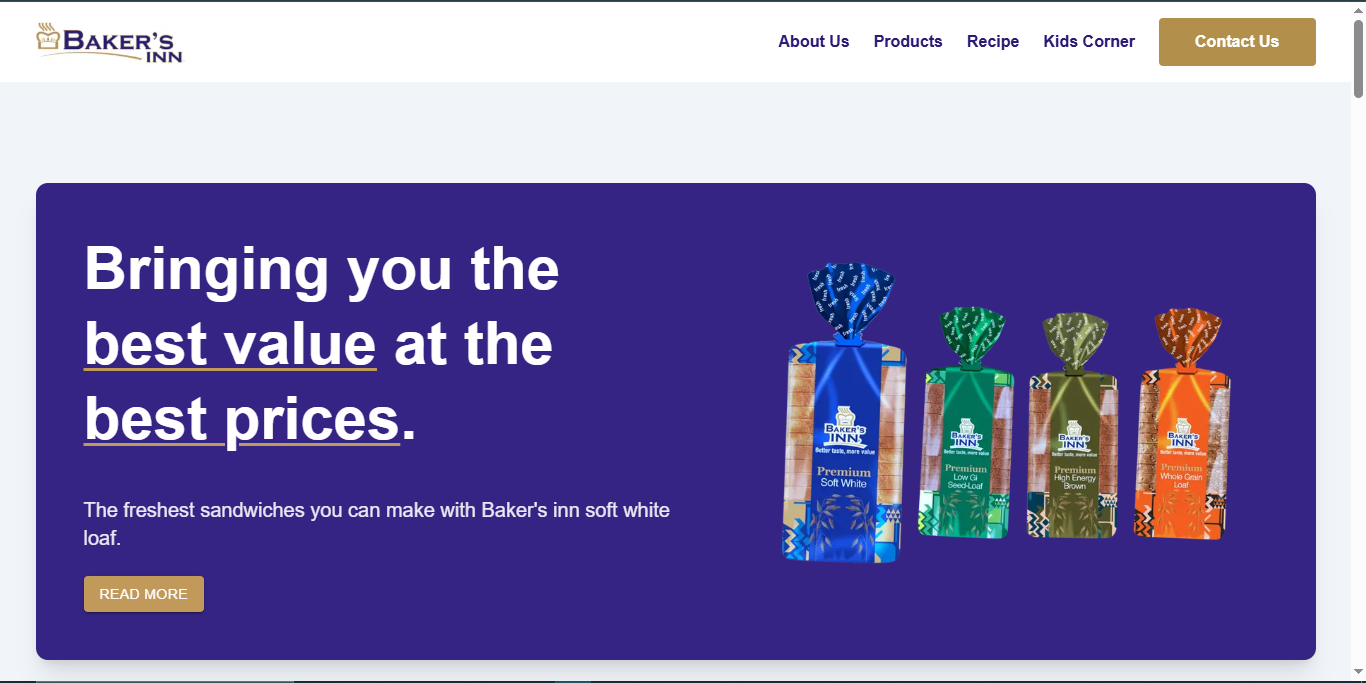 BAKER'S
INN
About Us
Products
Recipe
Kids Corner
Contact Us
Bringing you the
best value at the
best prices.
The freshest sandwiches you can make with Baker's inn soft white
loaf.
READ MORE
BAKER'S
INN
Better taste, more value
Premium
Soft White
BAKER'S
INN
Better taste, more value
Premium
Low GI
Seed-Loaf
BAKER'S
INN
Better taste, more value
Premium
High Energy
Brown
BAKER'S
INN
Better taste, more value
Premium
Whole Grain
Loaf
fresh